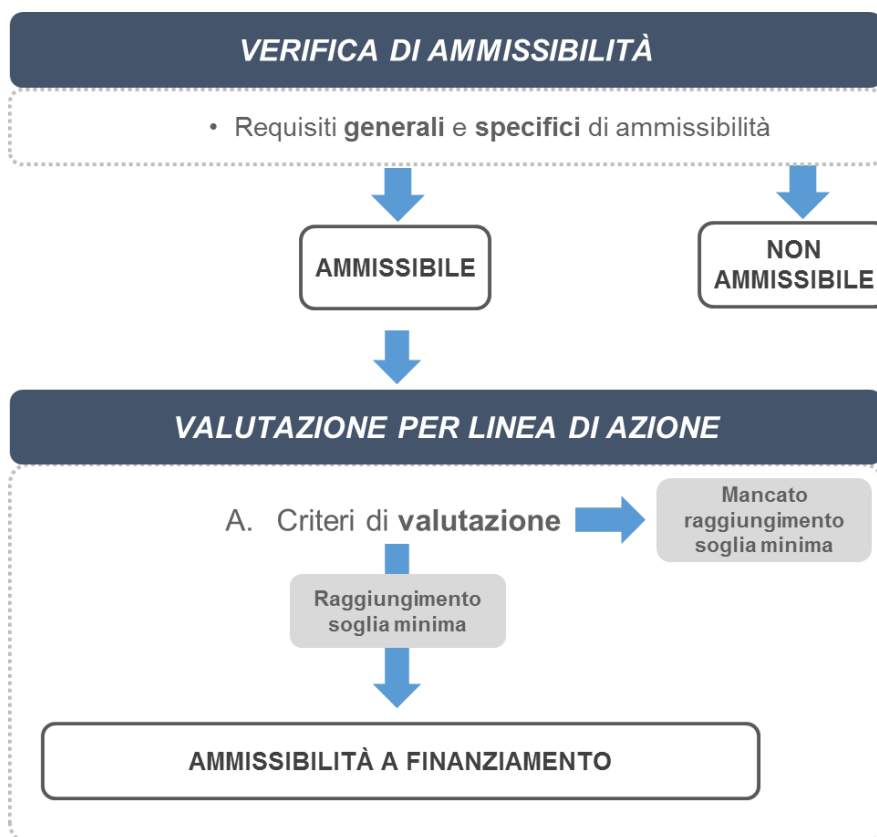 VERIFICA DI AMMISSIBILITÀ
• Requisiti generali e specifici di ammissibilità
AMMISSIBILE
NON
AMMISSIBILE
VALUTAZIONE PER LINEA DI AZIONE
A. Criteri di valutazione
Mancato
raggiungimento
soglia minima
Raggiungimento
soglia minima
AMMISSIBILITÀ A FINANZIAMENTO